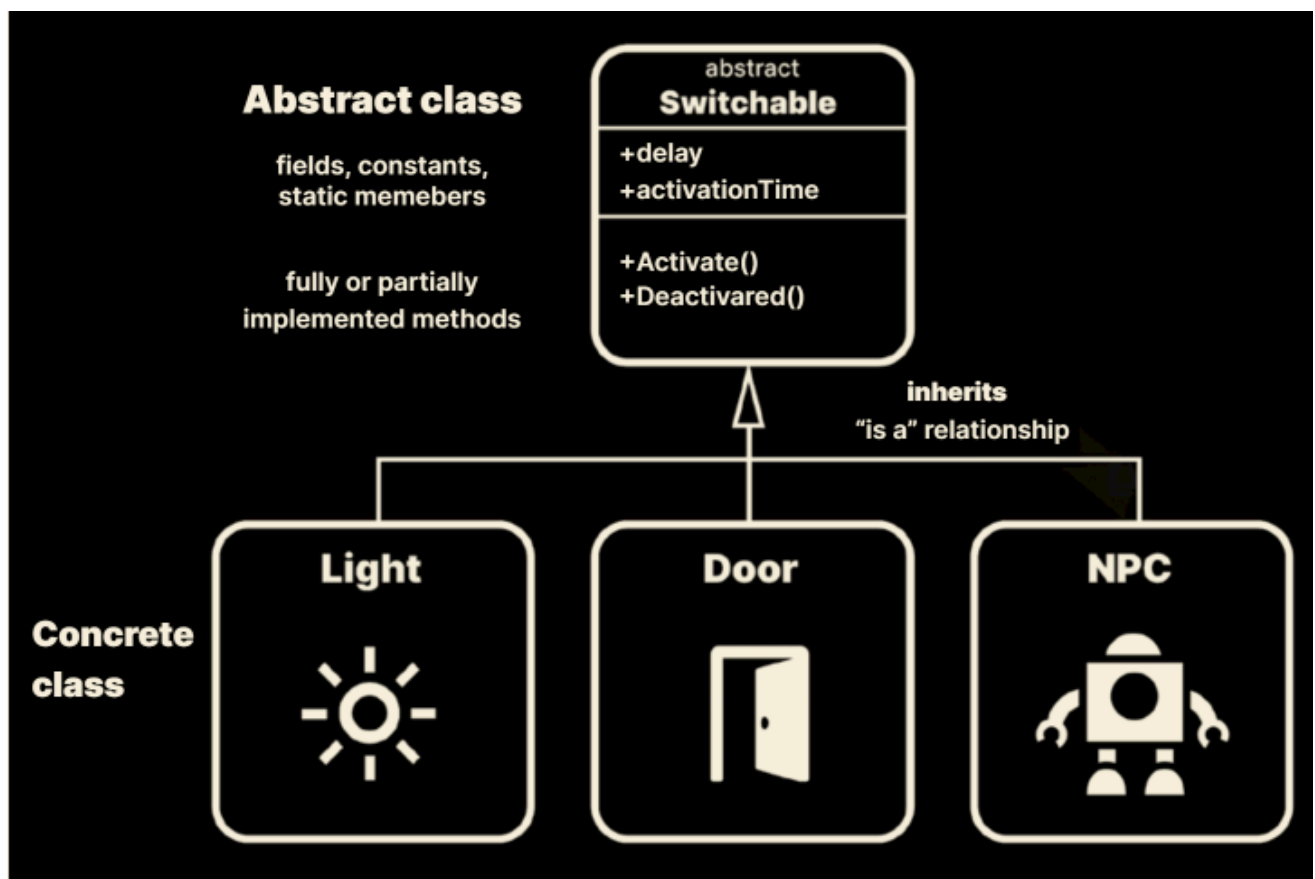 abstract
Switchable
Abstract class
+delay
+activationTime
fields, constants,
static memebers
+Activate()
+Deactivared()
fully or partially
implemented methods
inherits
“is a” relationship
Light
Door
NPC
Concrete
class